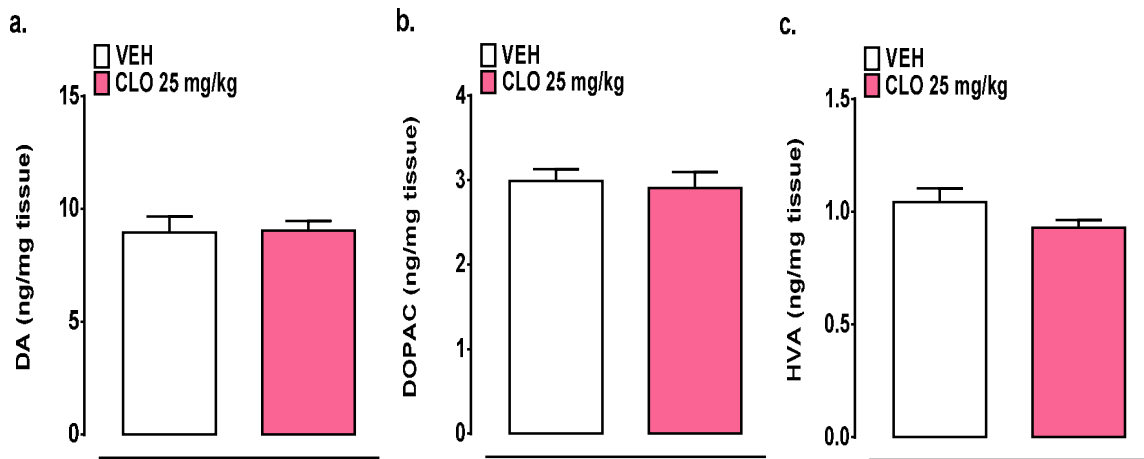 a.
VEH
CLO 25 mg/kg
15
10
5
0
DA (ng/mg tissue)
b.
VEH
CLO 25 mg/kg
4
3
2
1
0
DOPAC (ng/mg tissue)
c.
VEH
CLO 25 mg/kg
1.5
1.0
0.5
0.0
HVA (ng/mg tissue)